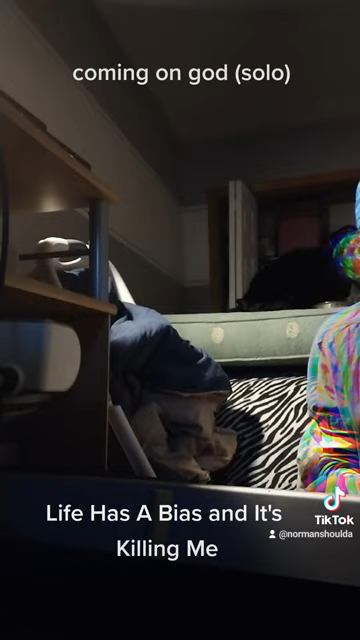 coming on god (solo)
Life Has A Bias and It's
Killing Me
TikTok
@normanshoulda